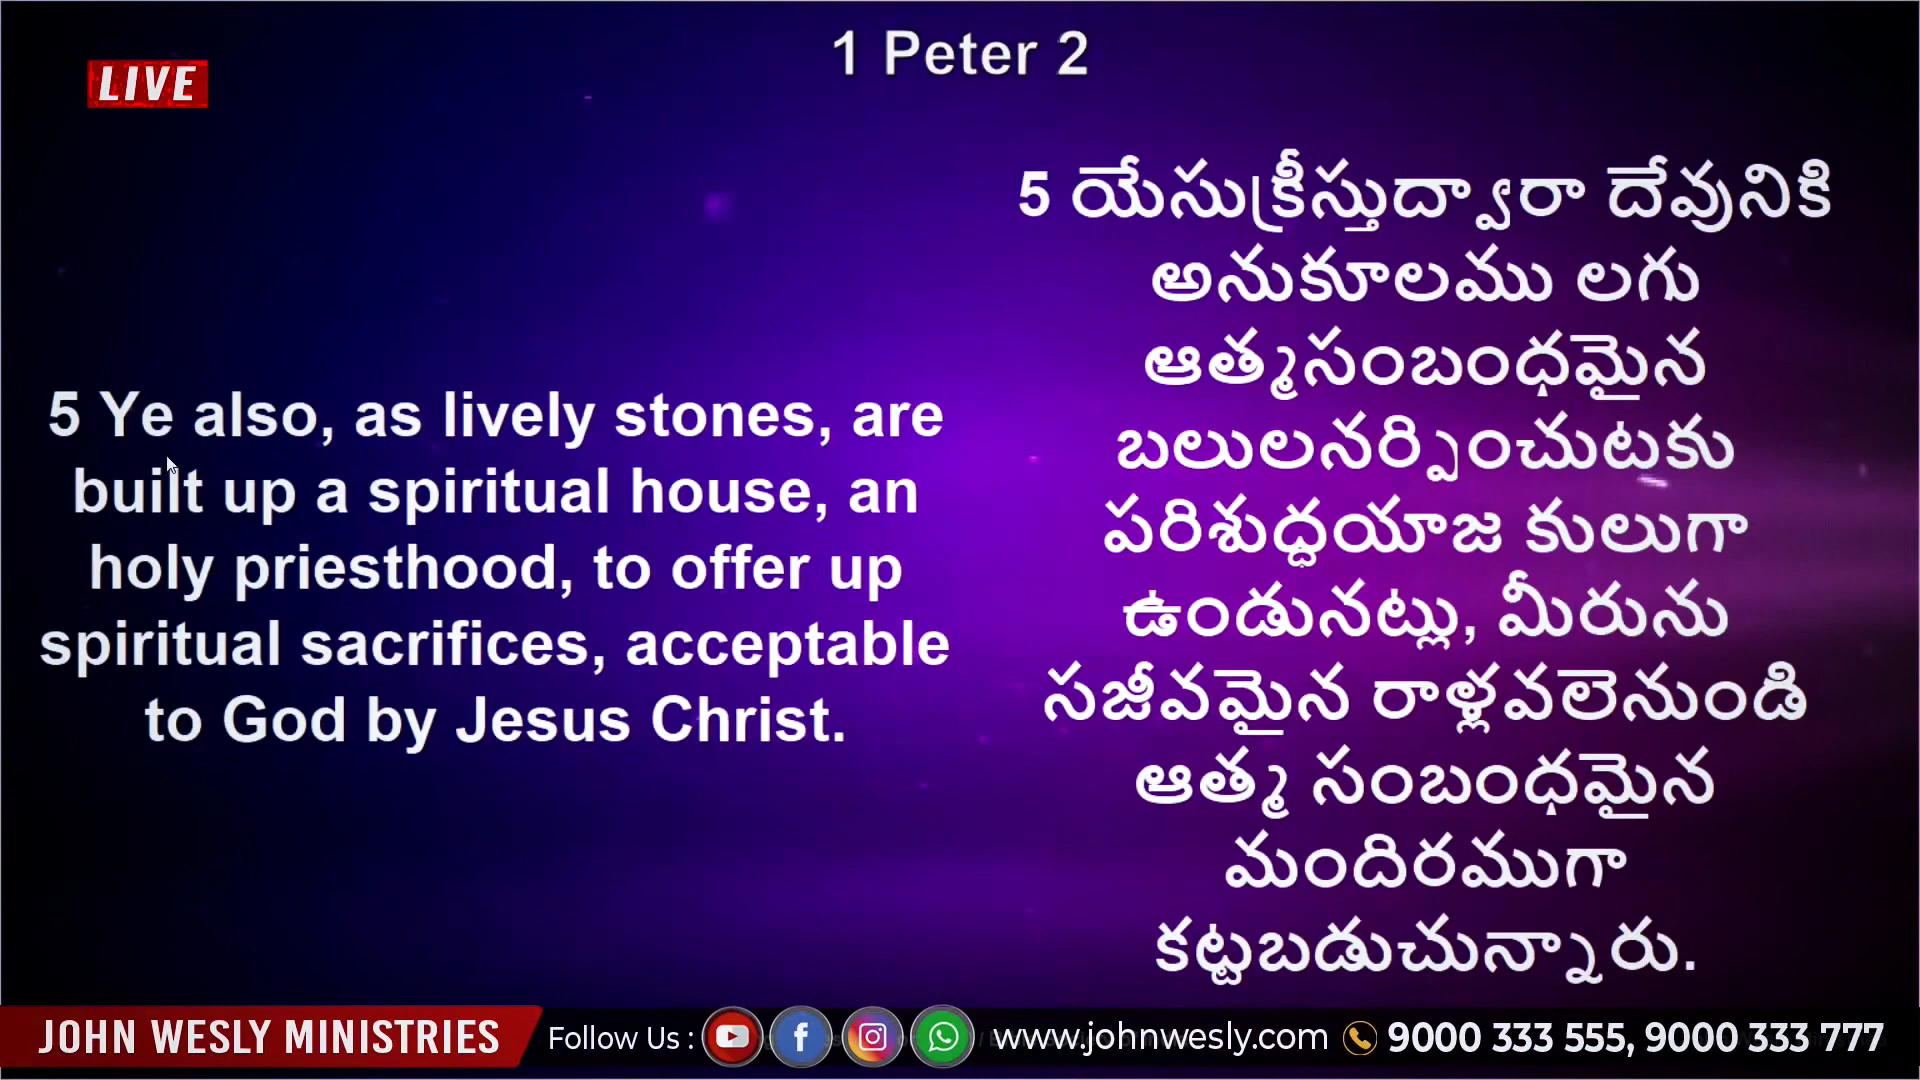 1 Peter 2
LIVE
5 Ye also, as lively stones, are
built up a spiritual house, an
holy priesthood, to offer up
spiritual sacrifices, acceptable
to God by Jesus Christ.
5 యేసుక్రీస్తుద్వారా దేవునికి
అనుకూలము లగు
ఆత్మసంబంధమైన
బలులనర్పించుటకు
పరిశుద్ధయాజ కులుగా
ఉండునట్లు, మీరును
సజీవమైన రాళ్లవలెనుండి
ఆత్మ సంబంధమైన
మందిరముగా
కట్టబడుచున్నారు.
JOHN WESLY MINISTRIES Follow Us : www.johnwesly.com 9000 333 555, 9000 333 777